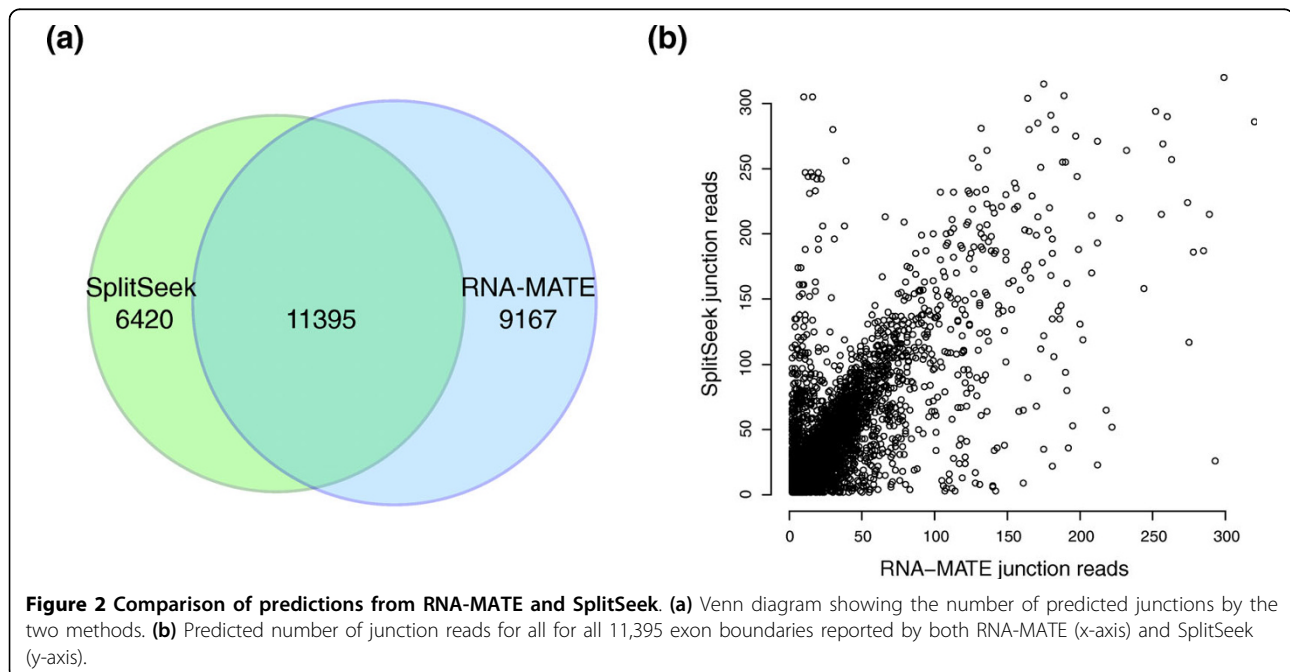 (a)
SplitSeek
6420
11395
RNA-MATE
9167
(b)
SplitSeek junction reads
300
250
200
150
100
50
0
0 50 100 150 200 250 300
RNA−MATE junction reads
Figure 2 Comparison of predictions from RNA-MATE and SplitSeek. (a) Venn diagram showing the number of predicted junctions by the
two methods. (b) Predicted number of junction reads for all for all 11,395 exon boundaries reported by both RNA-MATE (x-axis) and SplitSeek
(y-axis).